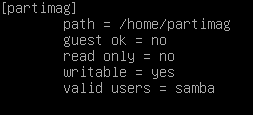 [partimag]
path = /home/partimag
guest ok = no
read only = no
writable = yes
valid users = samba